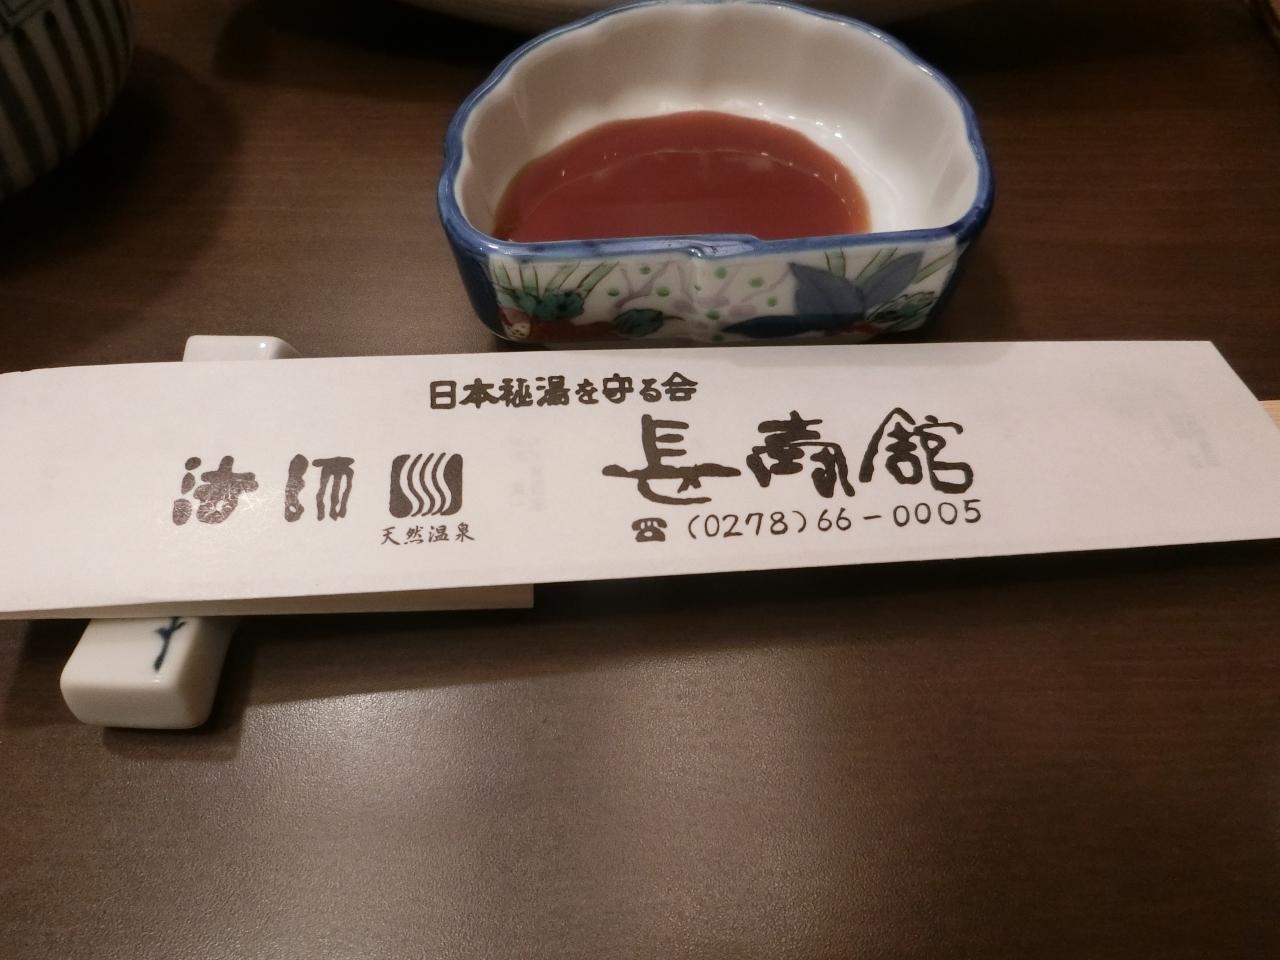 日本秘湯を守る会
法師 長寿館
天然温泉
☎ (0278)66-0005